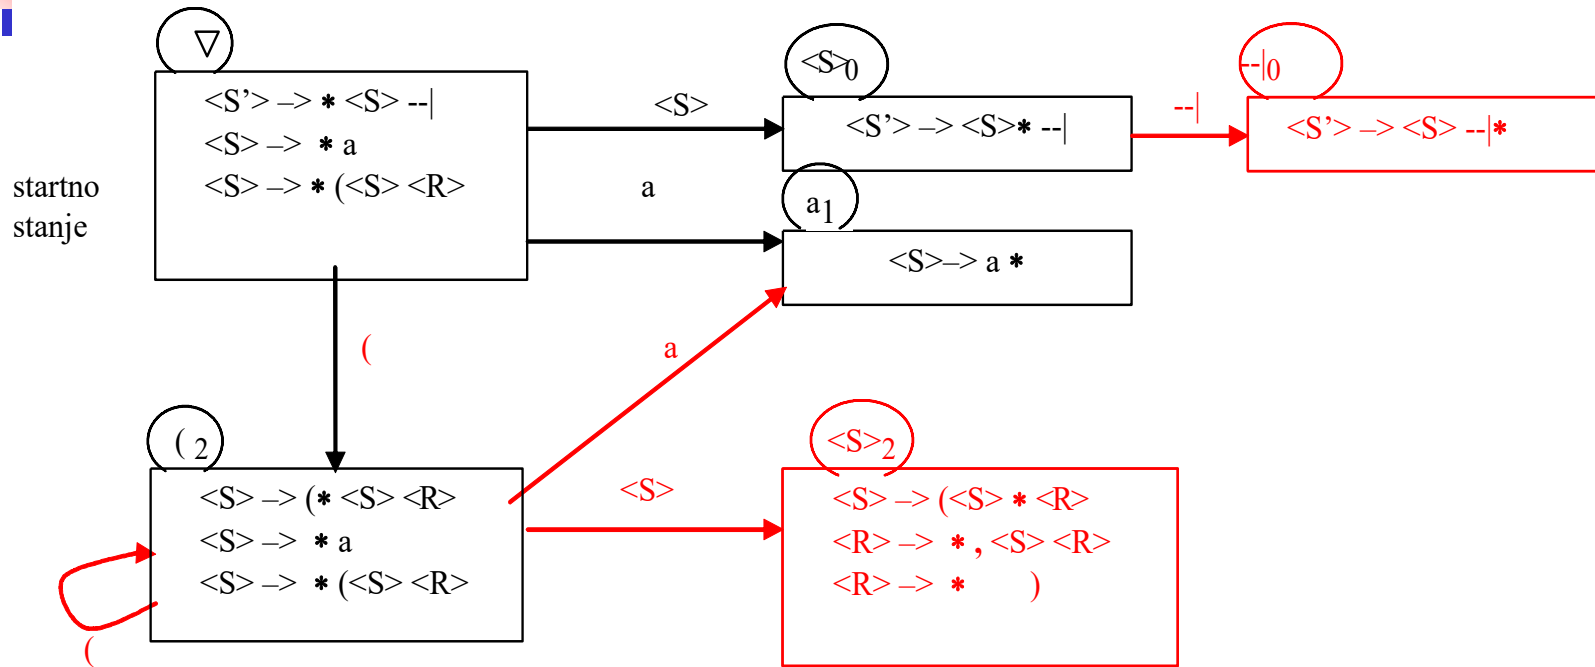 ▽
<S'> –> * <S> --|
<S> –> * a
<S> –> * (<S> <R>
startno
stanje
<S>
<S>0
<S'> –> <S>* --|
--|
--|0
<S'> –> <S> --|*
a
a1
<S>–> a *
(
a
( 2
<S> –> (* <S> <R>
<S> –> * a
<S> –> * (<S> <R>
(
<S>
<S>2
<S> –> (<S> * <R>
<R> –> * , <S> <R>
<R> –> * )